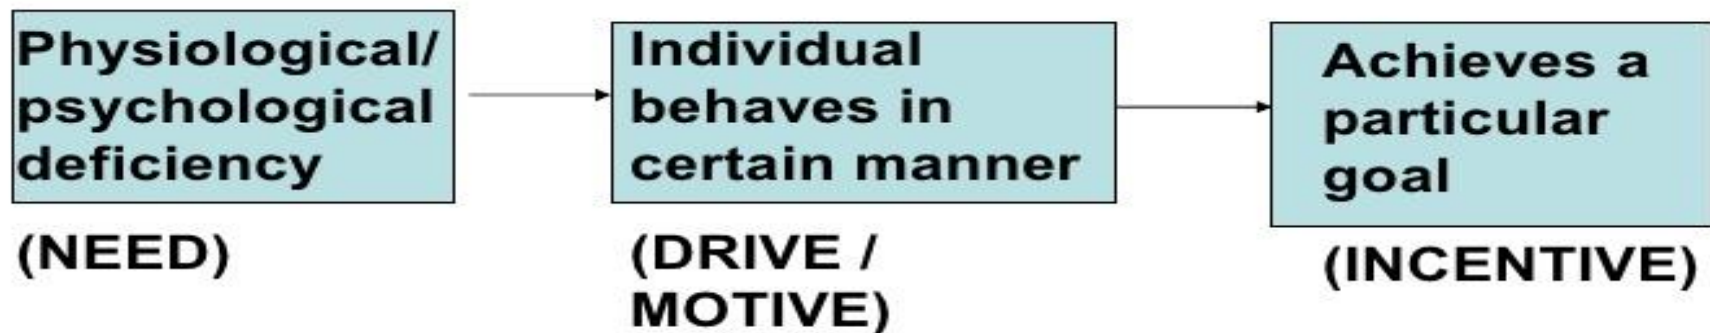 Physiological/
psychological
deficiency
(NEED)
Individual
behaves in
certain manner
(DRIVE /
MOTIVE)
Achieves a
particular
goal
(INCENTIVE)